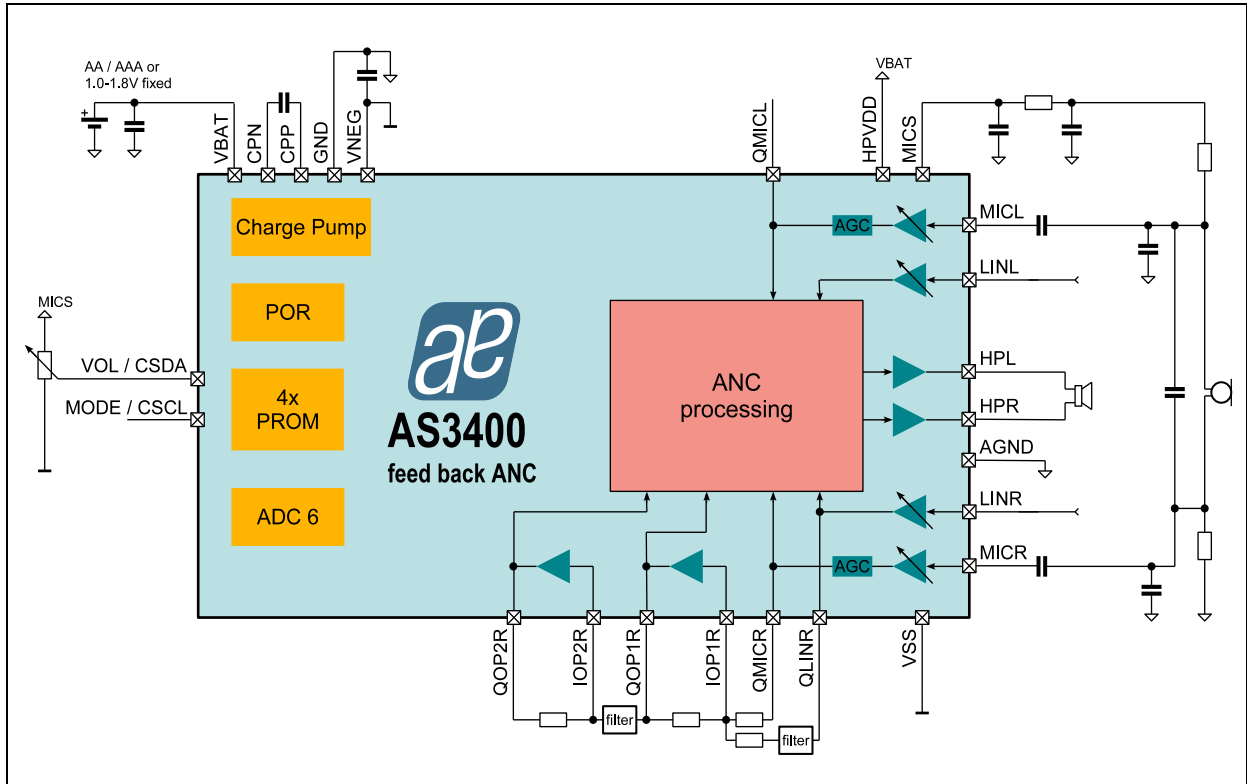 AA / AAA or
1.0-1.8V fixed
VBAT
CPN
CPP
GND
VNEG
QMICL
VBAT
HPVDD
MICS
Charge Pump
POR
4x
PROM
ADC 6
MICS
VOL / CSDA
MODE / CSCL
ae
AS3400
feed back ANC
ANC
processing
AGC
MICL
LINL
HPL
HPR
AGND
LINR
AGC
MICR
QOP2R
IOP2R
QOP1R
IOP1R
QMICR
QLINR
VSS
filter
filter